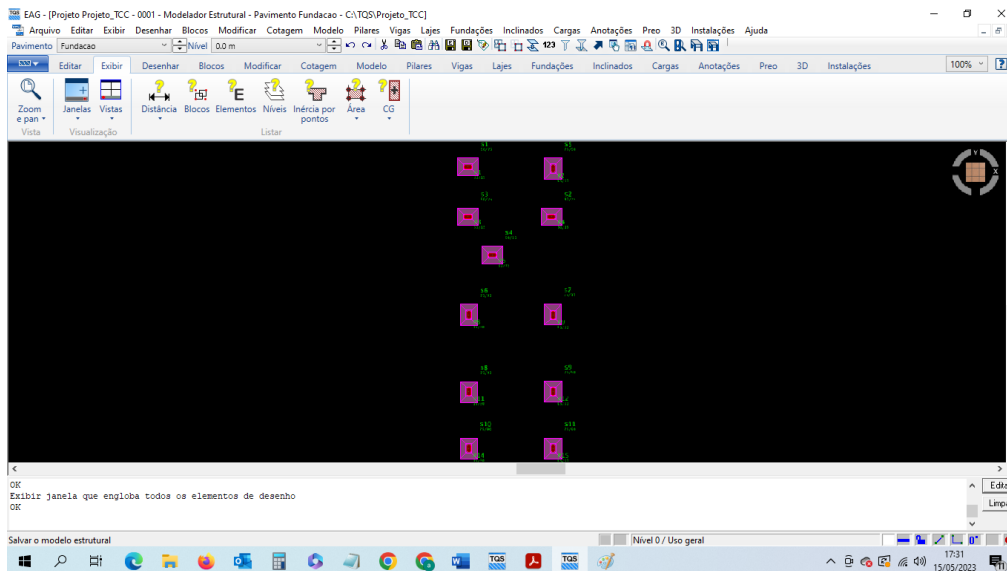 EAG - [Projeto Projeto_TCC - 0001 - Modelador Estrutural - Pavimento Fundacao - C:\TQS\Projeto_TCC]
Arquivo Editar Exibir Desenhar Blocos Modificar Cotagem Modelo Pilares Vigas Lajes Fundações Inclinados Cargas Anotações Preo 3D Instalações Ajuda
Pavimento Fundacao Nível 0.0 m 123
Editar Exibir Desenhar Blocos Modificar Cotagem Modelo Pilares Vigas Lajes Fundações Inclinados Cargas Anotações Preo 3D Instalações 100%
Zoom e pan Janelas Vistas Distância Blocos Elementos Níveis Inércia por pontos Área CG
Vista Visualização Listar
S1
Y
X
S3 S2
S4
S6 S7
S8 S9
S10
OK
Exibir janela que engloba todos os elementos de desenho
OK
Salvar o modelo estrutural Nível 0 / Uso geral
TQS TQS 17:31
15/05/2023